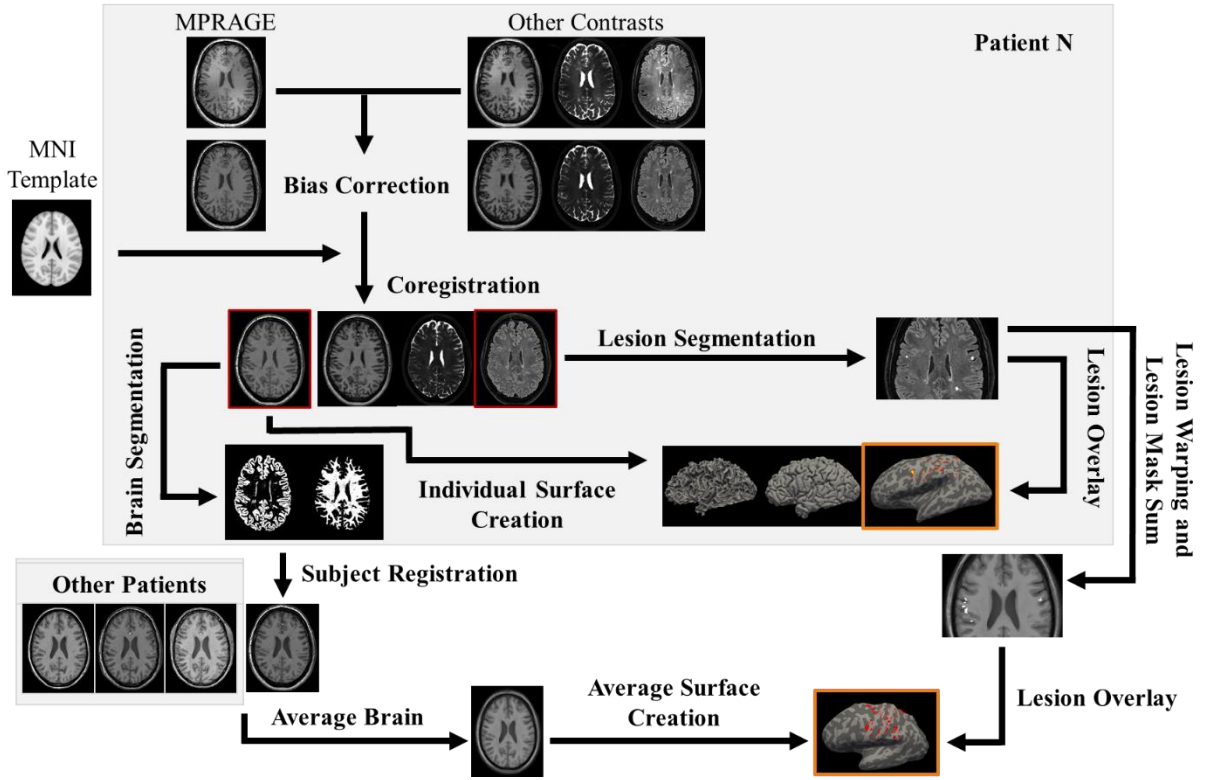 MPRAGE
Other Contrasts
Patient N
MNI
Template
Bias Correction
Coregistration
Lesion Segmentation
Brain Segmentation
Lesion Overlay
Lesion Warping and
Lesion Mask Sum
Individual Surface
Creation
Subject Registration
Other Patients
Average Brain
Average Surface
Creation
Lesion Overlay